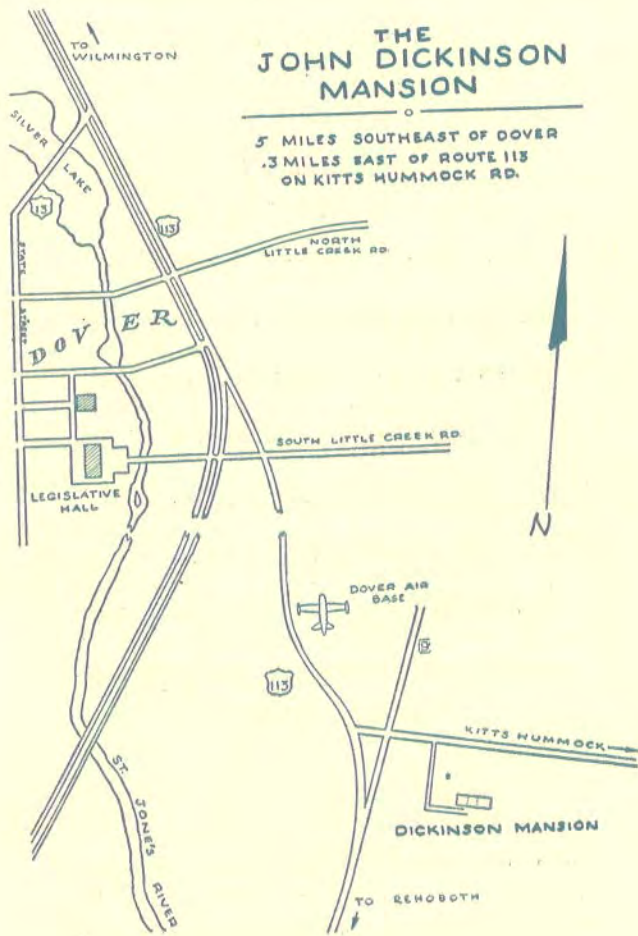 THE
JOHN DICKINSON
MANSION
5 MILES SOUTHEAST OF DOVER
.3 MILES EAST OF ROUTE 113
ON KITTS HUMMOCK RD.
TO
WILMINGTON
SILVER
LAKE
13
113
STATE
STREET
NORTH
LITTLE CREEK RD.
DOVER
SOUTH LITTLE CREEK RD.
LEGISLATIVE
HALL
N
DOVER AIR
BASE
113
KITTS HUMMOCK
ST.
JONE'S
RIVER
DICKINSON MANSION
TO REHOBOTH